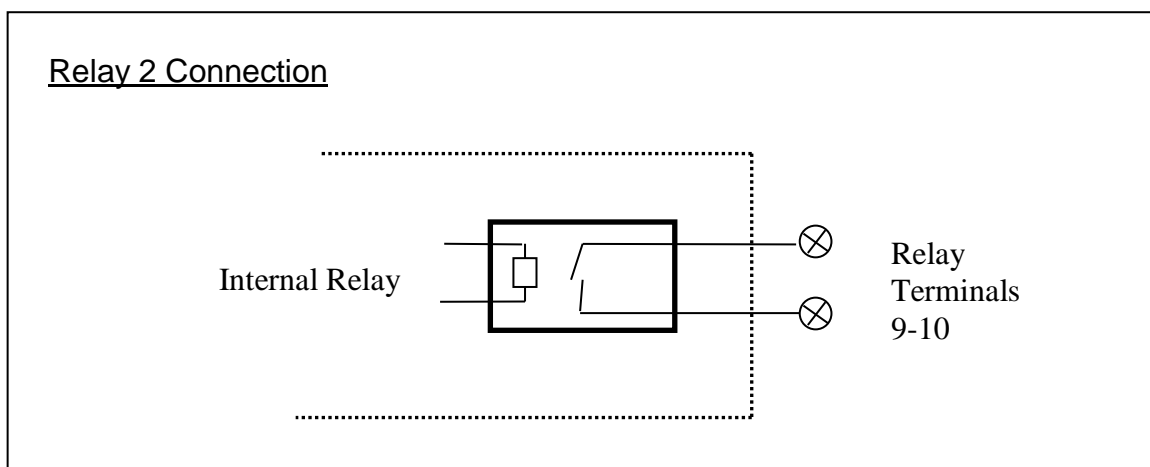 Relay 2 Connection
Internal Relay
Relay
Terminals
9-10